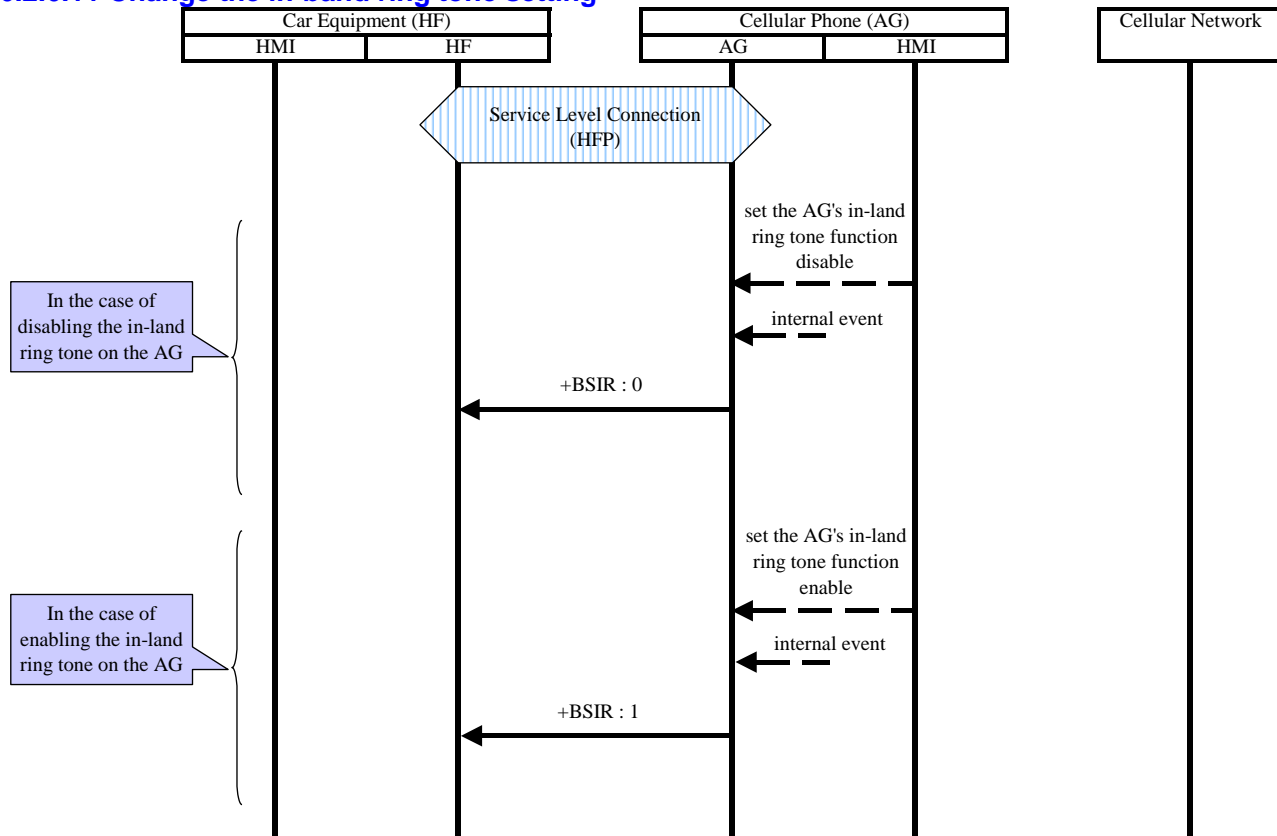 Change the in-band ring tone setting
Car Equipment (HF)
Cellular Phone (AG)
Cellular Network
HMI
HF
AG
HMI
Service Level Connection
(HFP)
set the AG's in-land
ring tone function
disable
internal event
In the case of
disabling the in-land
ring tone on the AG
+BSIR : 0
set the AG's in-land
ring tone function
enable
internal event
In the case of
enabling the in-land
ring tone on the AG
+BSIR : 1